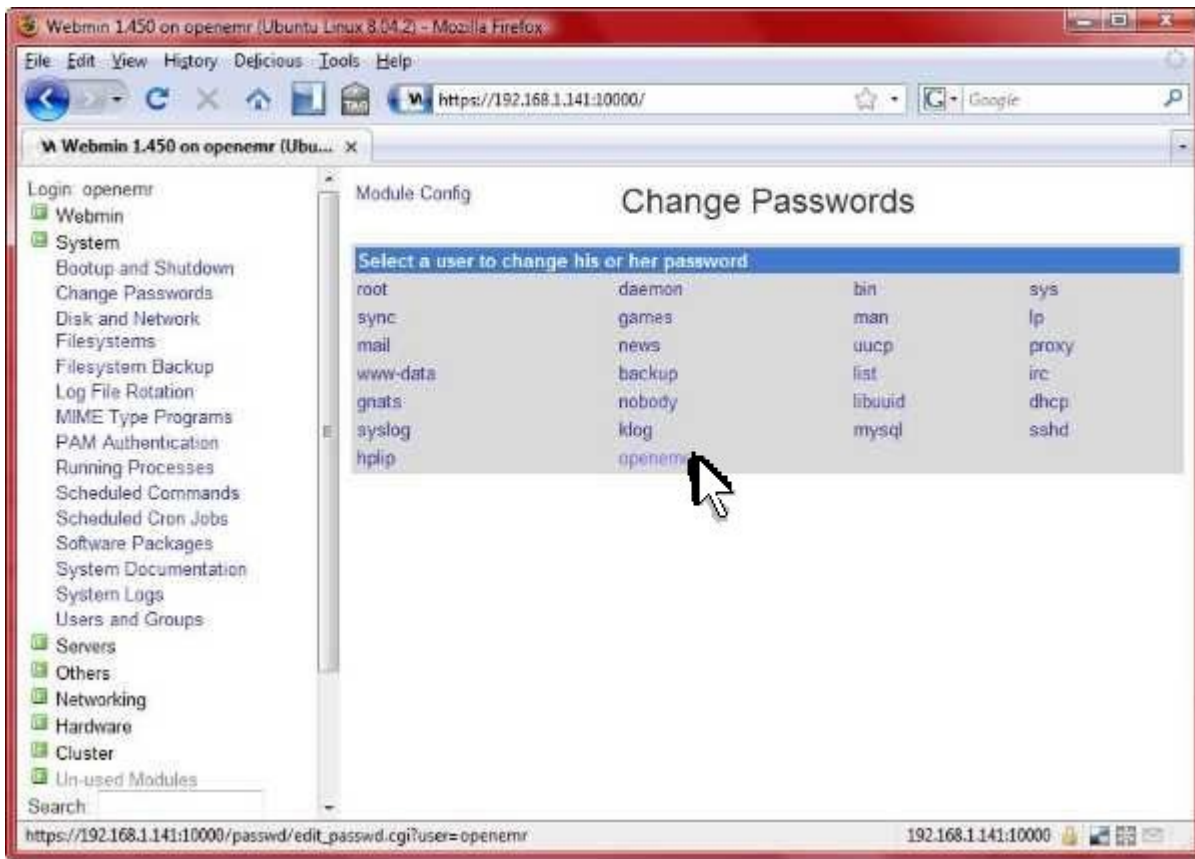 Webmin 1.450 on openemr (Ubuntu Linux 8.04.2) - Mozilla Firefox
File Edit View History Delicious Tools Help
https://192.168.1.141:10000/
Google
Webmin 1.450 on openemr (Ubu...
Login: openemr
Webmin
System
Bootup and Shutdown
Change Passwords
Disk and Network
Filesystems
Filesystem Backup
Log File Rotation
MIME Type Programs
PAM Authentication
Running Processes
Scheduled Commands
Scheduled Cron Jobs
Software Packages
System Documentation
System Logs
Users and Groups
Servers
Others
Networking
Hardware
Cluster
Un-used Modules
Search:
Module Config
Change Passwords
Select a user to change his or her password
root daemon bin sys
sync games man lp
mail news uucp proxy
www-data backup list irc
gnats nobody libuuid dhcp
syslog klog mysql sshd
hplip openemr
https://192.168.1.141:10000/passwd/edit_passwd.cgi?user=openemr
192.168.1.141:10000